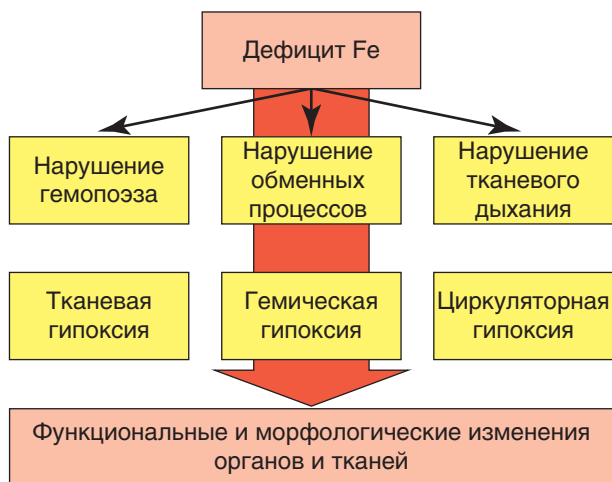 Дефицит Fe
Нарушение
гемопоэза
Нарушение
обменных
процессов
Нарушение
тканевого
дыхания
Тканевая
гипоксия
Гемическая
гипоксия
Циркуляторная
гипоксия
Функциональные и морфологические изменения
органов и тканей